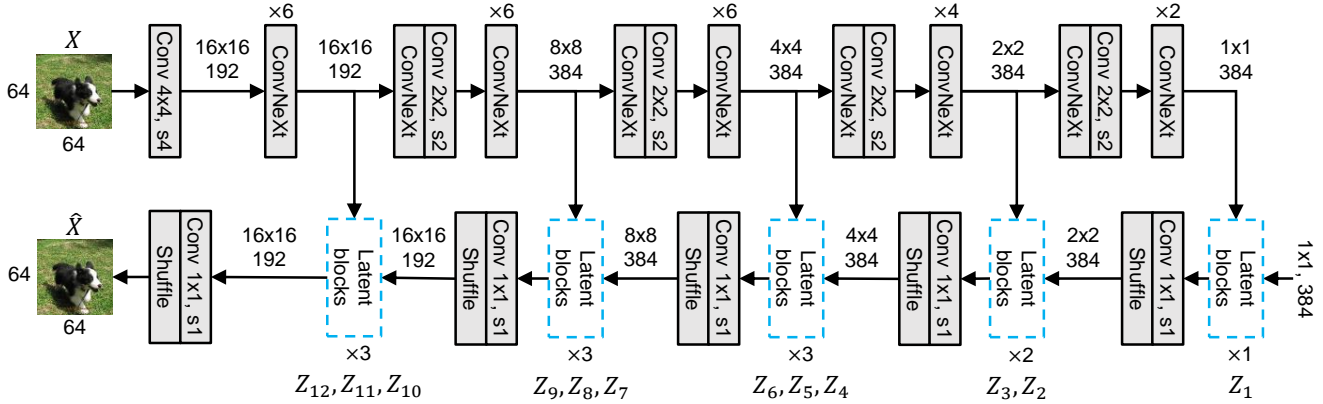 ×6
×6
×6
×4
×2
X
64
64
Conv 4x4, s4
16x16
192
ConvNeXt
16x16
192
ConvNeXt
Conv 2x2, s2
ConvNeXt
8x8
384
ConvNeXt
Conv 2x2, s2
ConvNeXt
4x4
384
ConvNeXt
Conv 2x2, s2
ConvNeXt
2x2
384
ConvNeXt
Conv 2x2, s2
ConvNeXt
1x1
384
X̂
64
64
Shuffle
Conv 1x1, s1
16x16
192
Latent
blocks
16x16
192
Shuffle
Conv 1x1, s1
Latent
blocks
8x8
384
Shuffle
Conv 1x1, s1
Latent
blocks
4x4
384
Shuffle
Conv 1x1, s1
Latent
blocks
2x2
384
Shuffle
Conv 1x1, s1
Latent
blocks
1x1, 384
×3
×3
×3
×2
×1
Z₁₂, Z₁₁, Z₁₀
Z₉, Z₈, Z₇
Z₆, Z₅, Z₄
Z₃, Z₂
Z₁